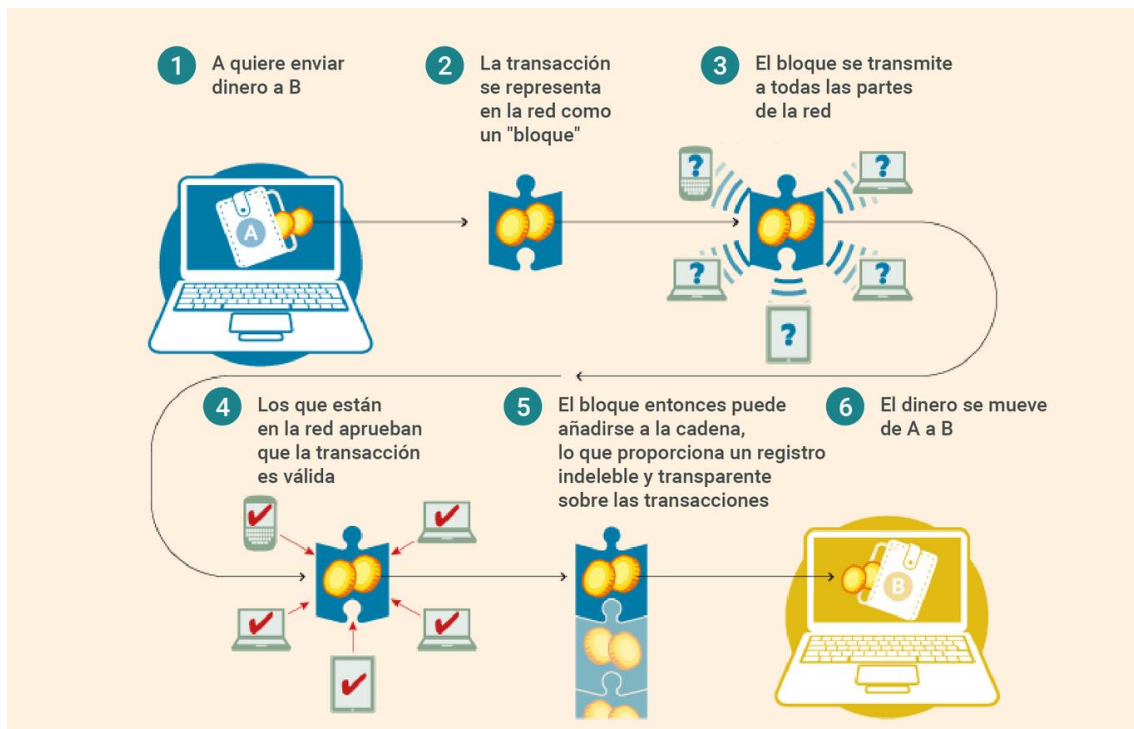 1
A quiere enviar
dinero a B
2
La transacción
se representa
en la red como
un "bloque"
3
El bloque se transmite
a todas las partes
de la red
A
?
?
?
?
?
4
Los que están
en la red aprueban
que la transacción
es válida
5
El bloque entonces puede
añadirse a la cadena,
lo que proporciona un registro
indeleble y transparente
sobre las transacciones
6
El dinero se mueve
de A a B
B